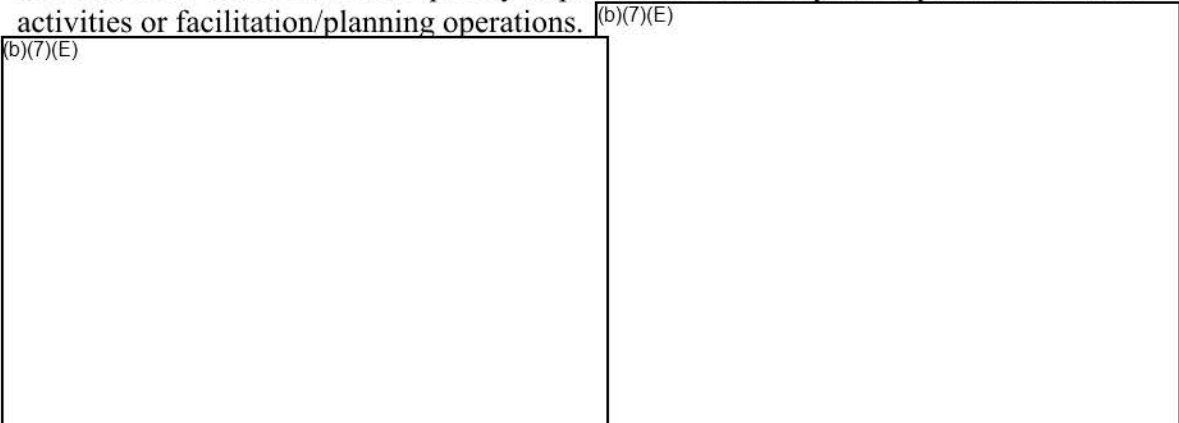 activities or facilitation/planning operations. (b)(7)(E)
(b)(7)(E)